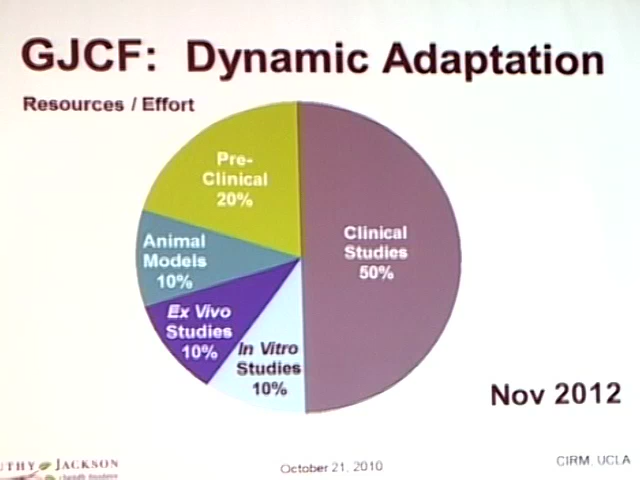 GJCF: Dynamic Adaptation
Resources / Effort
Pre-
Clinical
20%
Clinical
Studies
50%
Animal
Models
10%
Ex Vivo
Studies
10%
In Vitro
Studies
10%
Nov 2012
JACKSON
October 21, 2010
CIRM, UCLA